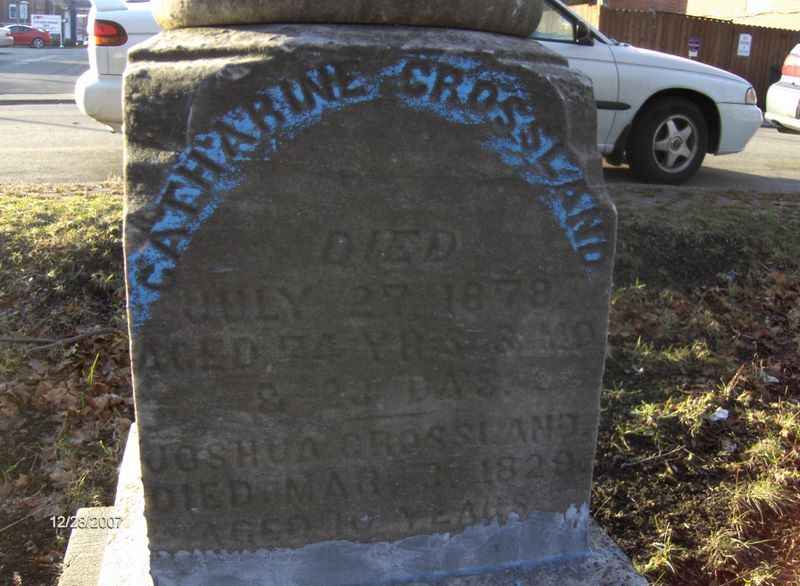 CATHARINE CROSSLAND
DIED
JULY 27 1878
AGED 74 YRS
& DAS
JOSHUA CROSSLAND
DIED MAR 1829
AGED YEARS
12/28/2007